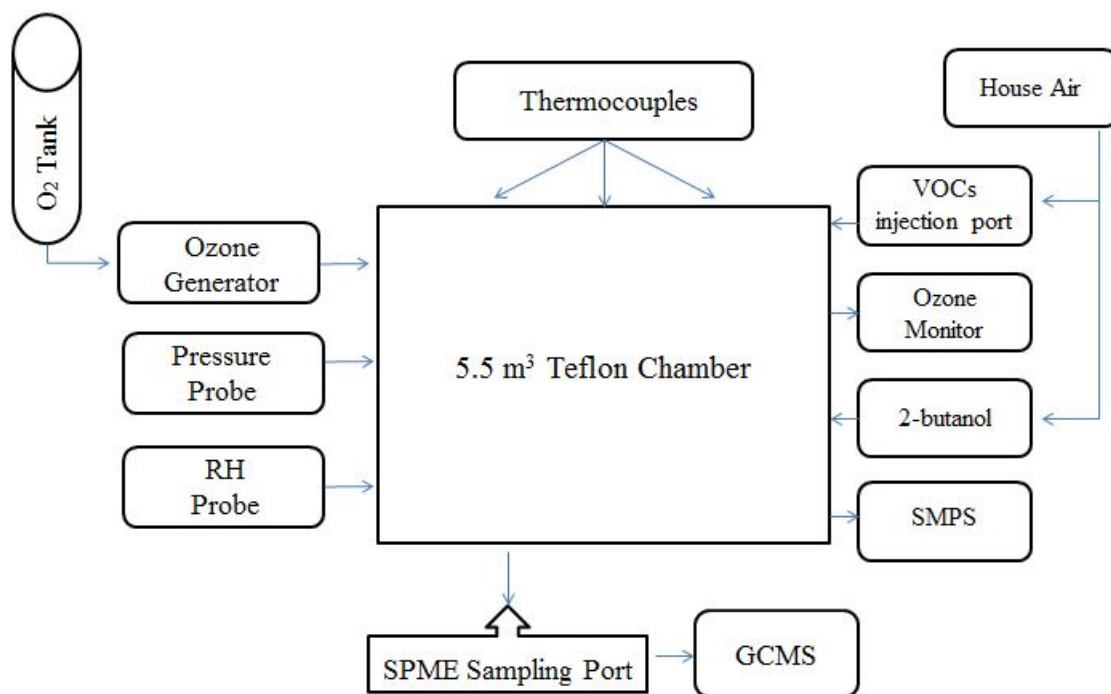 O₂ Tank
Thermocouples
House Air
VOCs
injection port
Ozone
Generator
Ozone
Monitor
Pressure
Probe
5.5 m³ Teflon Chamber
2-butanol
RH
Probe
SMPS
SPME Sampling Port
GCMS